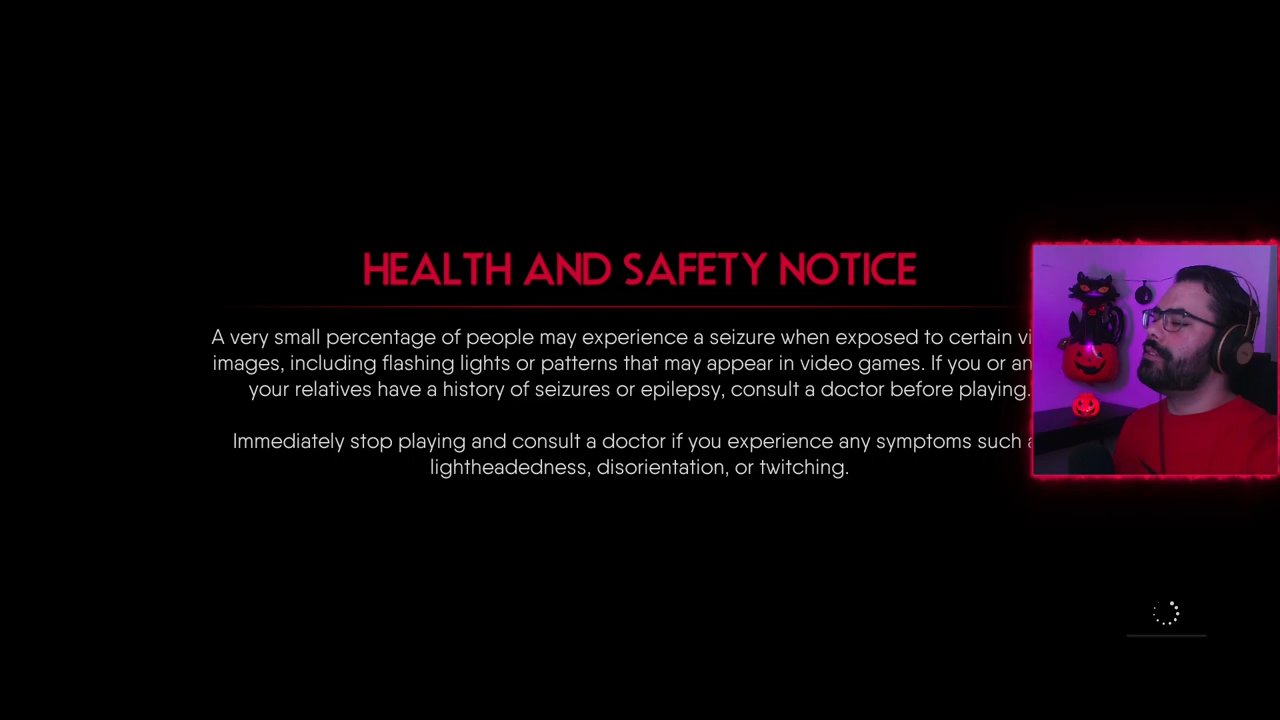 HEALTH AND SAFETY NOTICE
A very small percentage of people may experience a seizure when exposed to certain
images, including flashing lights or patterns that may appear in video games. If you or
your relatives have a history of seizures or epilepsy, consult a doctor before playing.
Immediately stop playing and consult a doctor if you experience any symptoms such
lightheadedness, disorientation, or twitching.